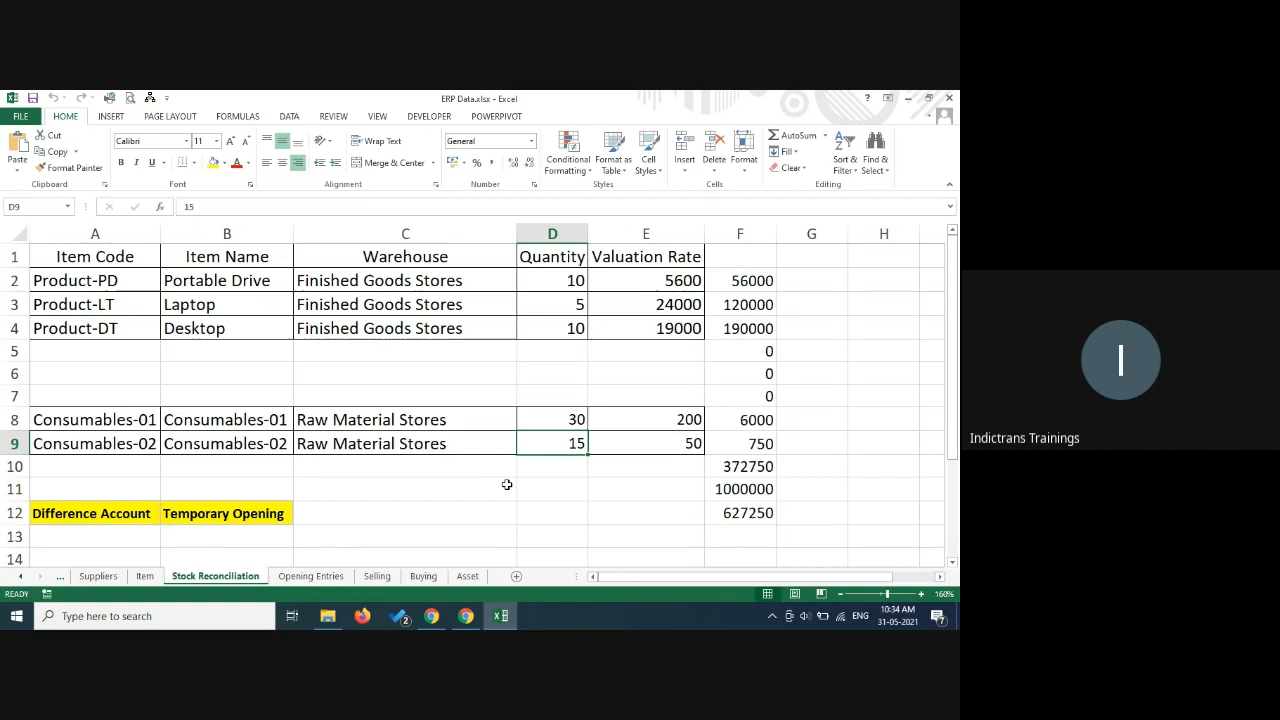 ERP Data.xlsx - Excel
FILE HOME INSERT PAGE LAYOUT FORMULAS DATA REVIEW VIEW DEVELOPER POWERPIVOT
Paste Cut Copy Format Painter Clipboard
Calibri 11 B I U A Font
Wrap Text Merge & Center Alignment
General % Number
Conditional Formatting Format as Table Cell Styles Styles
Insert Delete Format Cells
AutoSum Fill Clear Sort & Filter Find & Select Editing
D9 fx 15
A B C D E F G H
1 Item Code Item Name Warehouse Quantity Valuation Rate
2 Product-PD Portable Drive Finished Goods Stores 10 5600 56000
3 Product-LT Laptop Finished Goods Stores 5 24000 120000
4 Product-DT Desktop Finished Goods Stores 10 19000 190000
5 0
6 0
7 0
8 Consumables-01 Consumables-01 Raw Material Stores 30 200 6000
9 Consumables-02 Consumables-02 Raw Material Stores 15 50 750
10 372750
11 1000000
12 Difference Account Temporary Opening 627250
13
14
... Suppliers Item Stock Reconciliation Opening Entries Selling Buying Asset
READY 160%
Type here to search 2 ENG 10:34 AM 31-05-2021 7
I
Indictrans Trainings